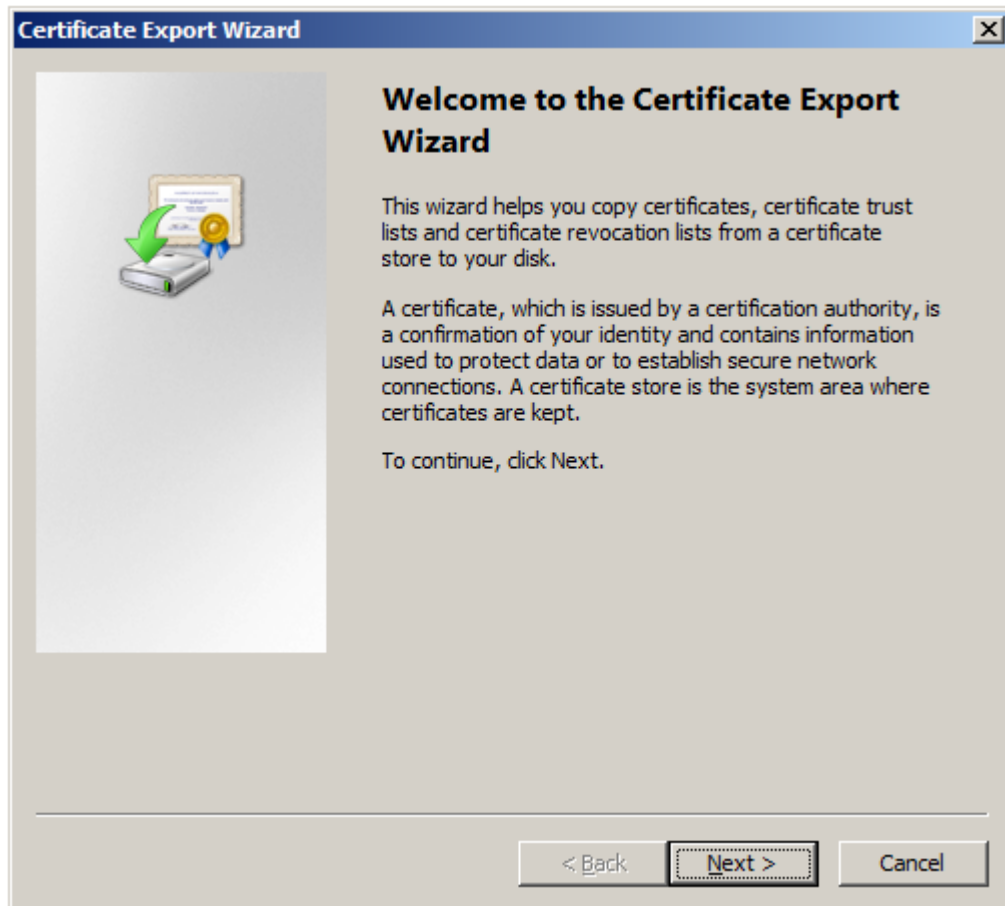 Certificate Export Wizard
Welcome to the Certificate Export
Wizard
This wizard helps you copy certificates, certificate trust
lists and certificate revocation lists from a certificate
store to your disk.
A certificate, which is issued by a certification authority, is
a confirmation of your identity and contains information
used to protect data or to establish secure network
connections. A certificate store is the system area where
certificates are kept.
To continue, click Next.
< Back
Next >
Cancel